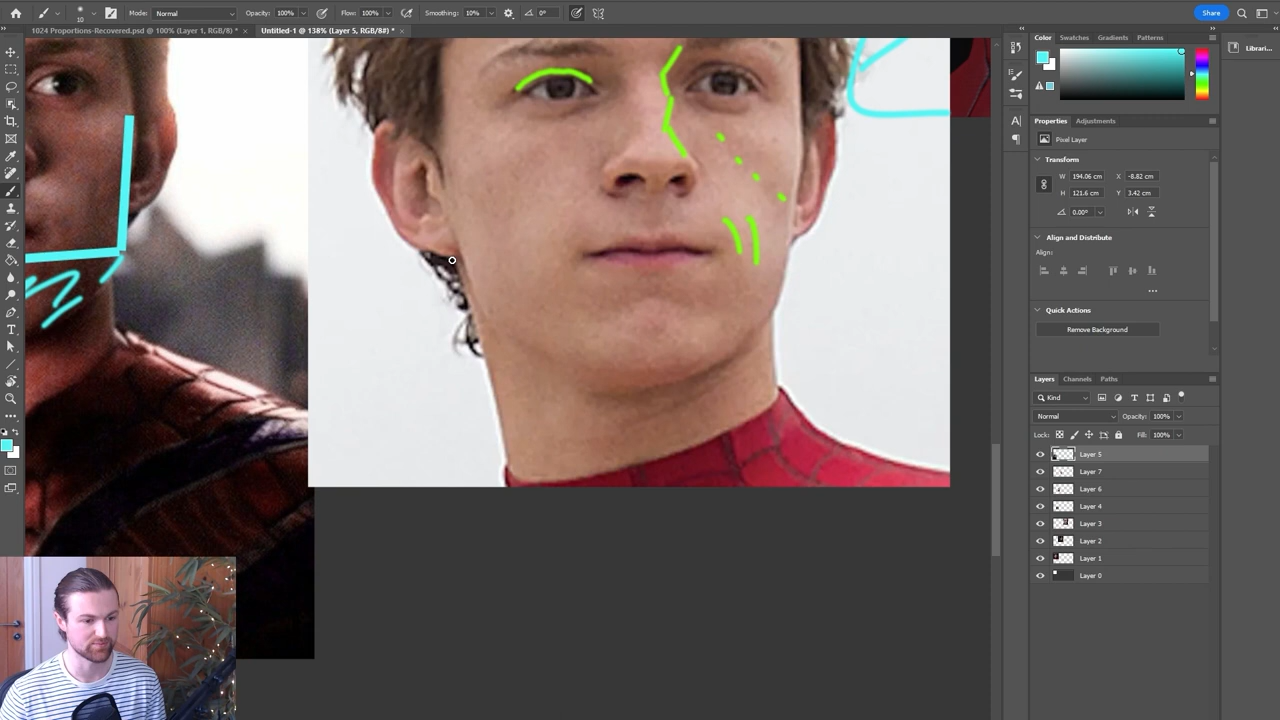 10
Mode: Normal
Opacity: 100%
Flow: 100%
Smoothing: 10%
0°
Share
1024 Proportions-Recovered.psd @ 100% (Layer 1, RGB/8) * ×
Untitled-1 @ 138% (Layer 5, RGB/8#) * ×
Color
Swatches
Gradients
Patterns
Librari...
Properties
Adjustments
Pixel Layer
Transform
W 194.06 cm X -8.82 cm
H 121.6 cm Y 3.42 cm
0.00°
Align and Distribute
Align:
...
Quick Actions
Remove Background
Layers
Channels
Paths
Kind
Normal
Opacity: 100%
Lock:
Fill: 100%
Layer 5
Layer 7
Layer 6
Layer 4
Layer 3
Layer 2
Layer 1
Layer 0